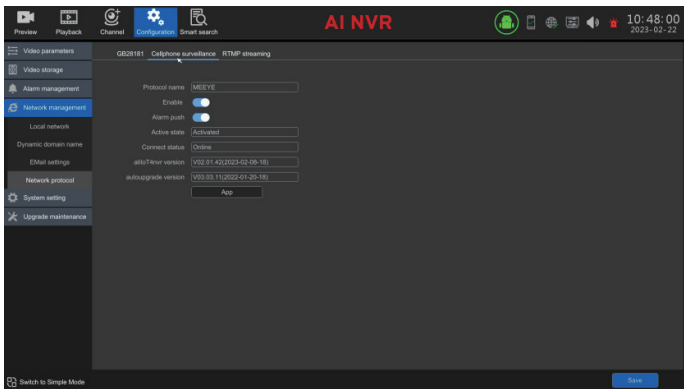 Preview Playback Channel Configuration Smart search AI NVR 10:48:00
2023-02-22
Video parameters GB28181 Cellphone surveillance RTMP streaming
Video storage
Alarm management Protocol name MEEYE
Network management Enable
Alarm push
Local network Active state Activated
Dynamic domain name Connect status Online
EMail settings alitoT4nvr version V02.01.42(2023-02-08-18)
Network protocol autoupgrade version V03.03.11(2022-01-20-18)
System setting App
Upgrade maintenance
Switch to Simple Mode Save